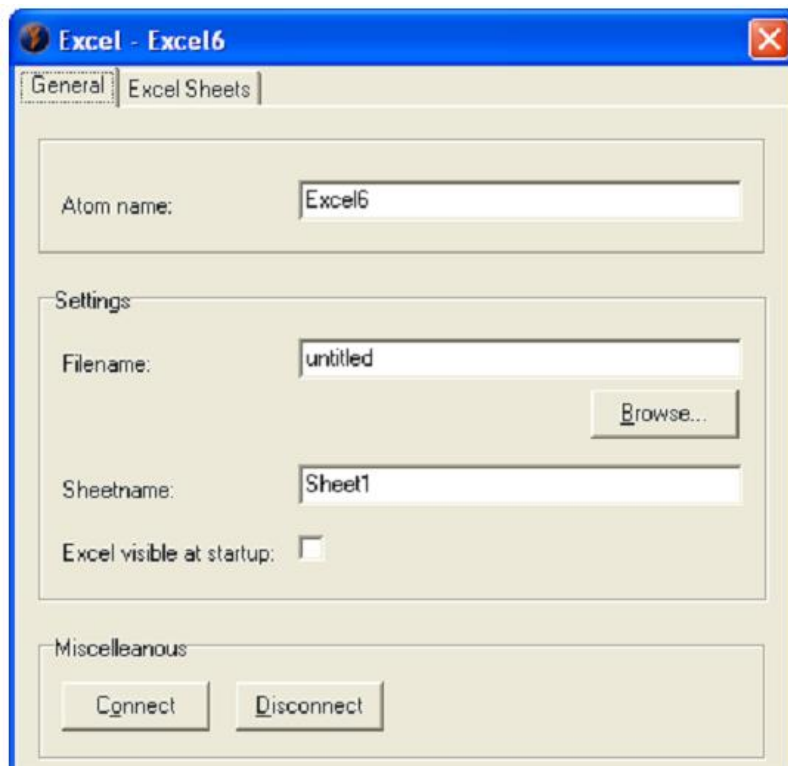 Excel - Excel6
General Excel Sheets
Atom name: Excel6
Settings
Filename: untitled
Browse...
Sheetname: Sheet1
Excel visible at startup:
Miscelleanous
Connect Disconnect